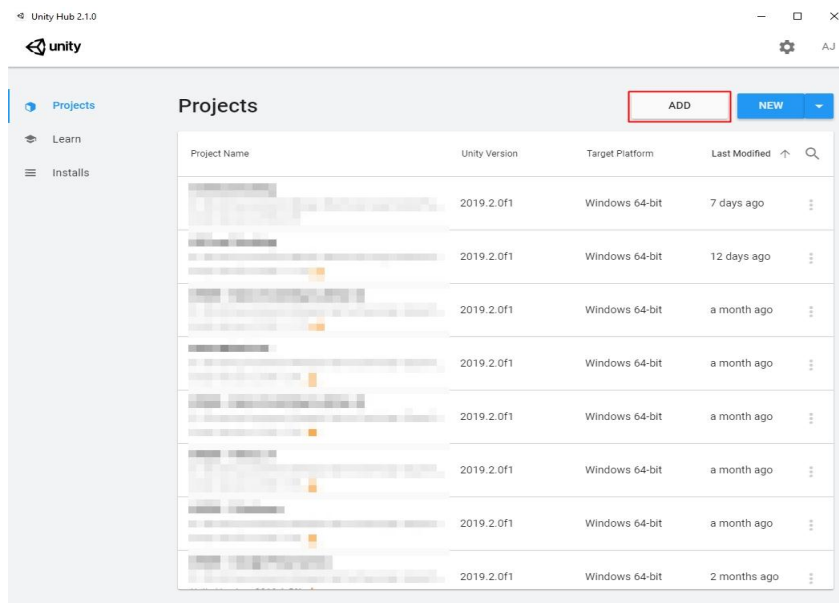 Unity Hub 2.1.0
unity
AJ
Projects
Learn
Installs
Projects
ADD
NEW
Project Name Unity Version Target Platform Last Modified
2019.2.0f1 Windows 64-bit 7 days ago
2019.2.0f1 Windows 64-bit 12 days ago
2019.2.0f1 Windows 64-bit a month ago
2019.2.0f1 Windows 64-bit a month ago
2019.2.0f1 Windows 64-bit a month ago
2019.2.0f1 Windows 64-bit a month ago
2019.2.0f1 Windows 64-bit a month ago
2019.2.0f1 Windows 64-bit 2 months ago